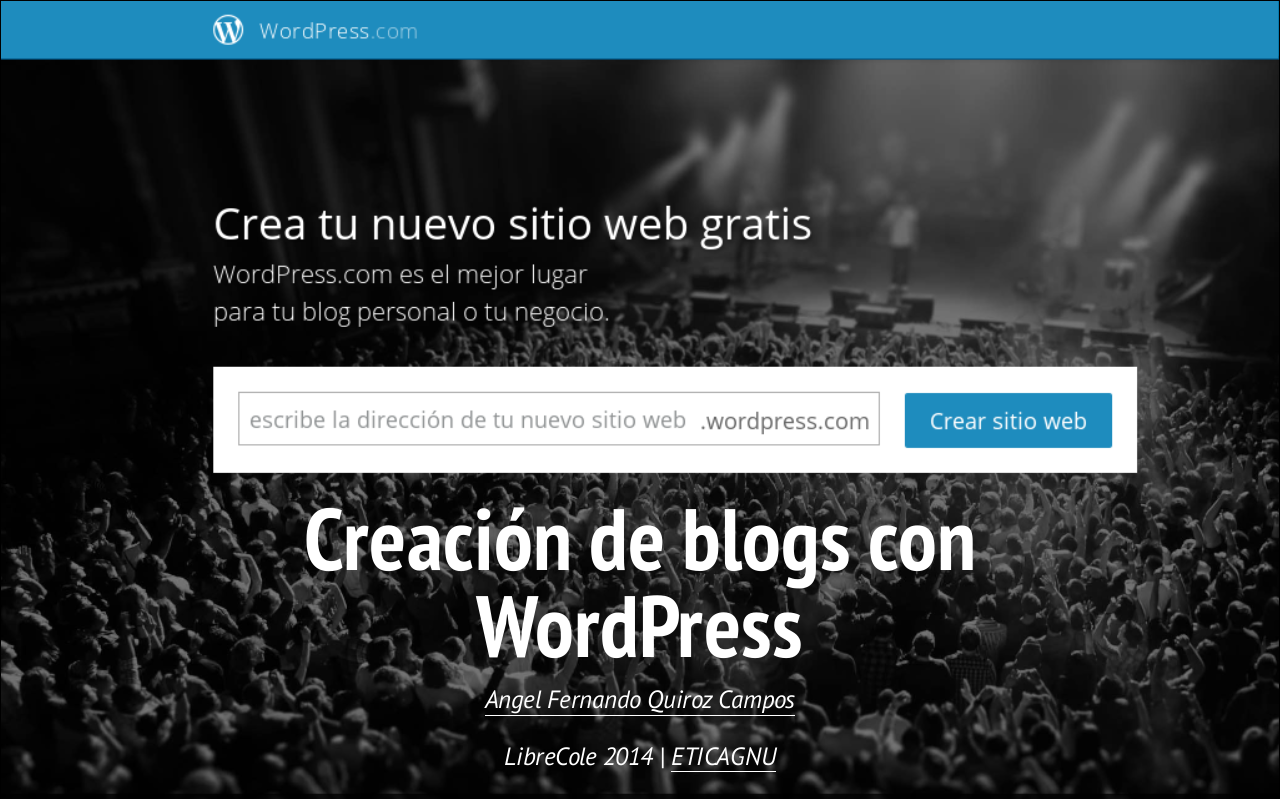 WordPress.com
Crea tu nuevo sitio web gratis
WordPress.com es el mejor lugar
para tu blog personal o tu negocio.
escribe la dirección de tu nuevo sitio web .wordpress.com Crear sitio web
Creación de blogs con
WordPress
Angel Fernando Quiroz Campos
LibreCole 2014 | ETICAGNU